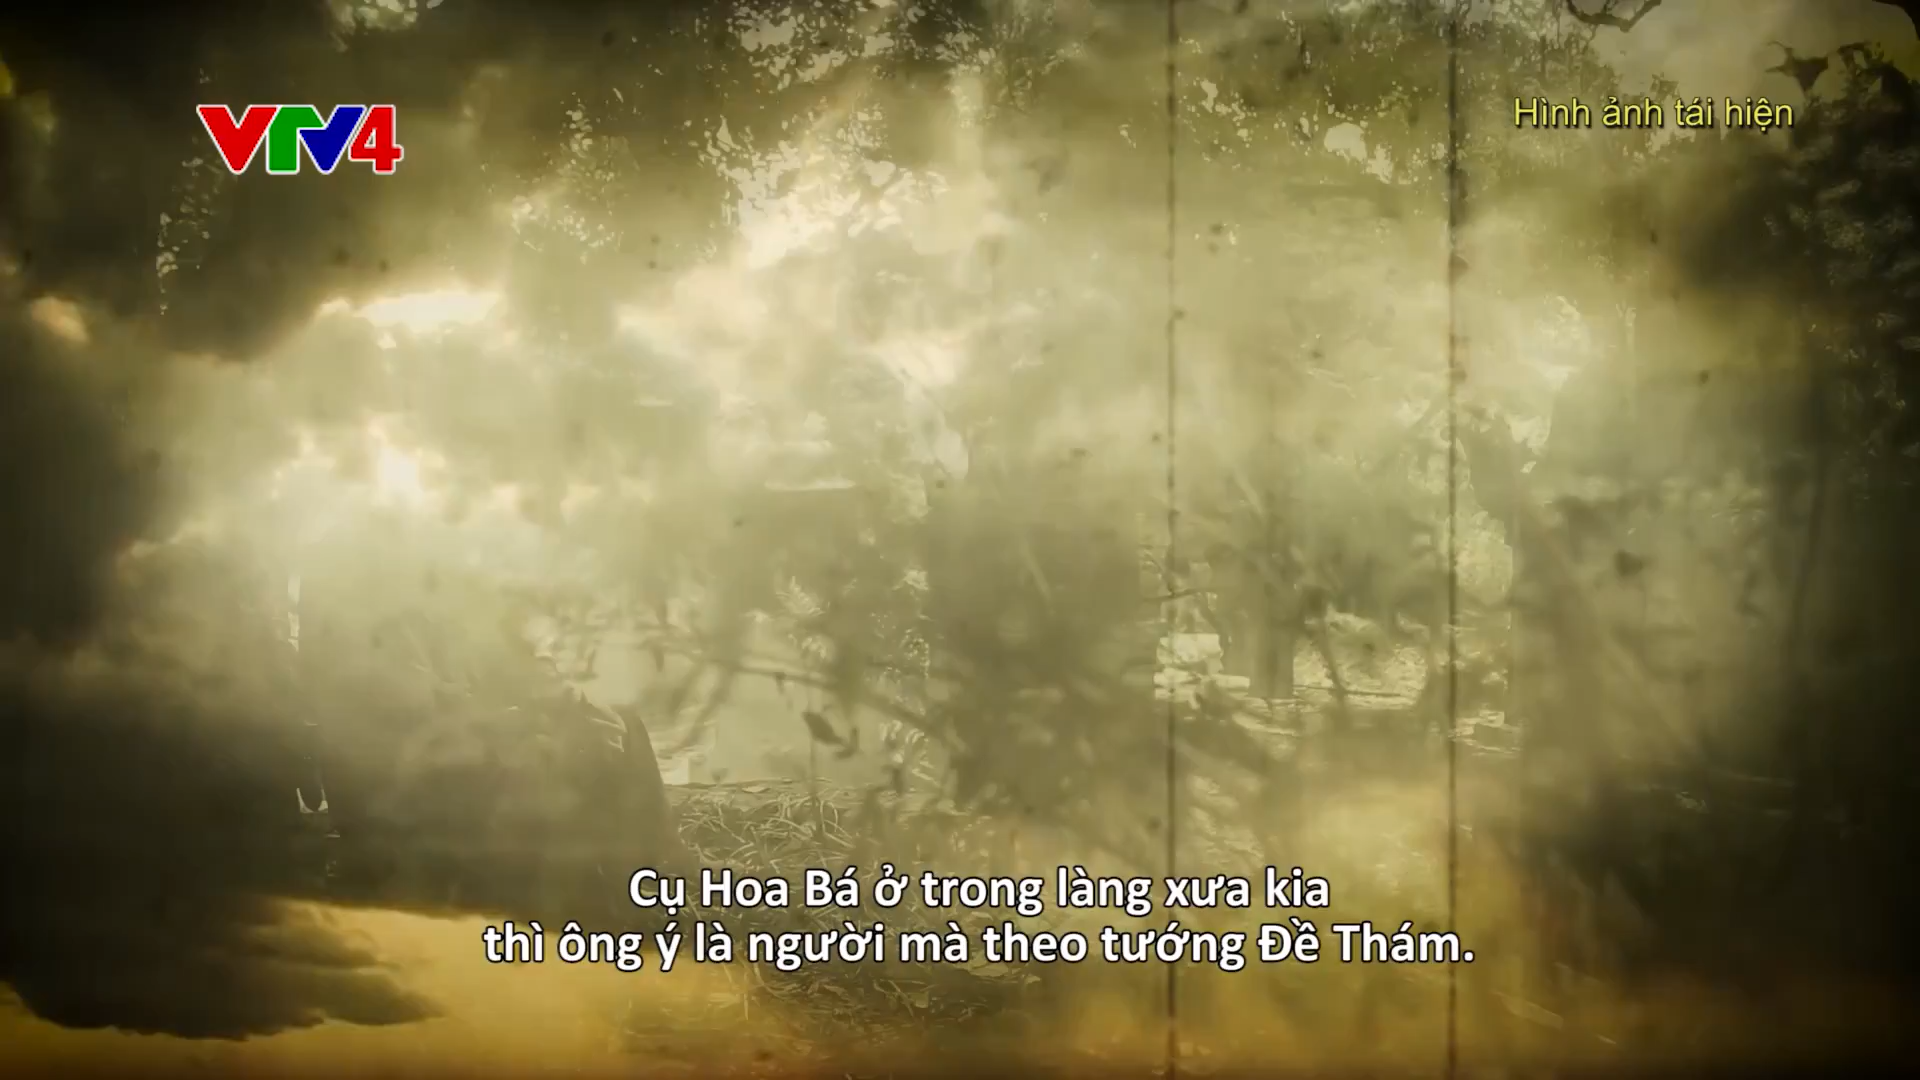 VTV4
Hình ảnh tái hiện
Cụ Hoa Bá ở trong làng xưa kia
thì ông ý là người mà theo tướng Đề Thám.